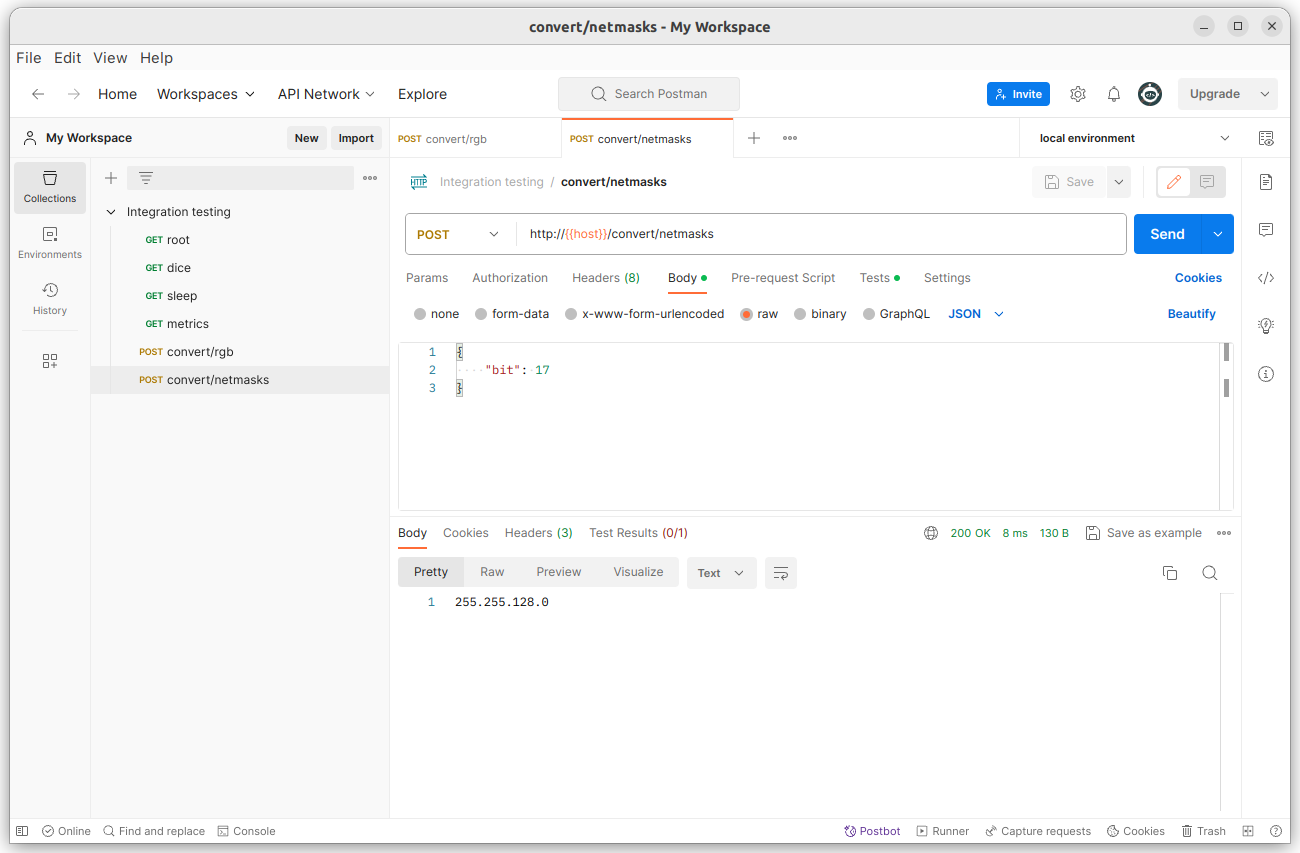 convert/netmasks - My Workspace
File Edit View Help
Home Workspaces API Network Explore
Search Postman
Invite
Upgrade
My Workspace
New Import
POST convert/rgb
POST convert/netmasks
local environment
Collections
Environments
History
Integration testing
GET root
GET dice
GET sleep
GET metrics
POST convert/rgb
POST convert/netmasks
HTTP Integration testing / convert/netmasks
Save
POST http://{{host}}/convert/netmasks
Send
Params Authorization Headers (8) Body Pre-request Script Tests Settings
Cookies
none form-data x-www-form-urlencoded raw binary GraphQL JSON
Beautify
1 {
2 "bit": 17
3 }
Body Cookies Headers (3) Test Results (0/1)
200 OK 8 ms 130 B Save as example
Pretty Raw Preview Visualize Text
1 255.255.128.0
Online Find and replace Console
Postbot Runner Capture requests Cookies Trash